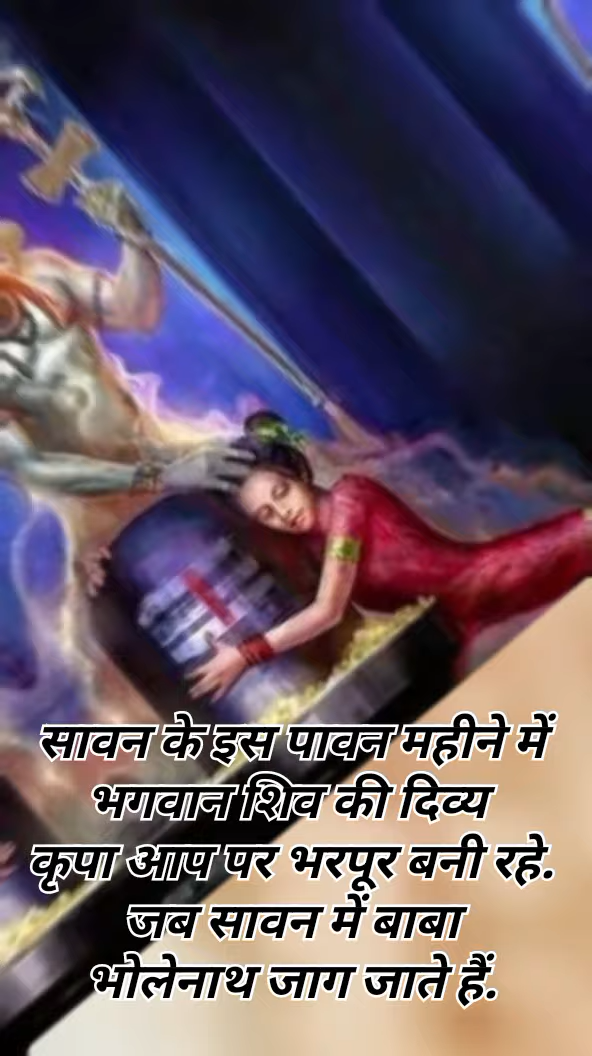 सावन के इस पावन महीने में
भगवान शिव की दिव्य
कृपा आप पर भरपूर बनी रहे.
जब सावन में बाबा
भोलेनाथ जाग जाते हैं.